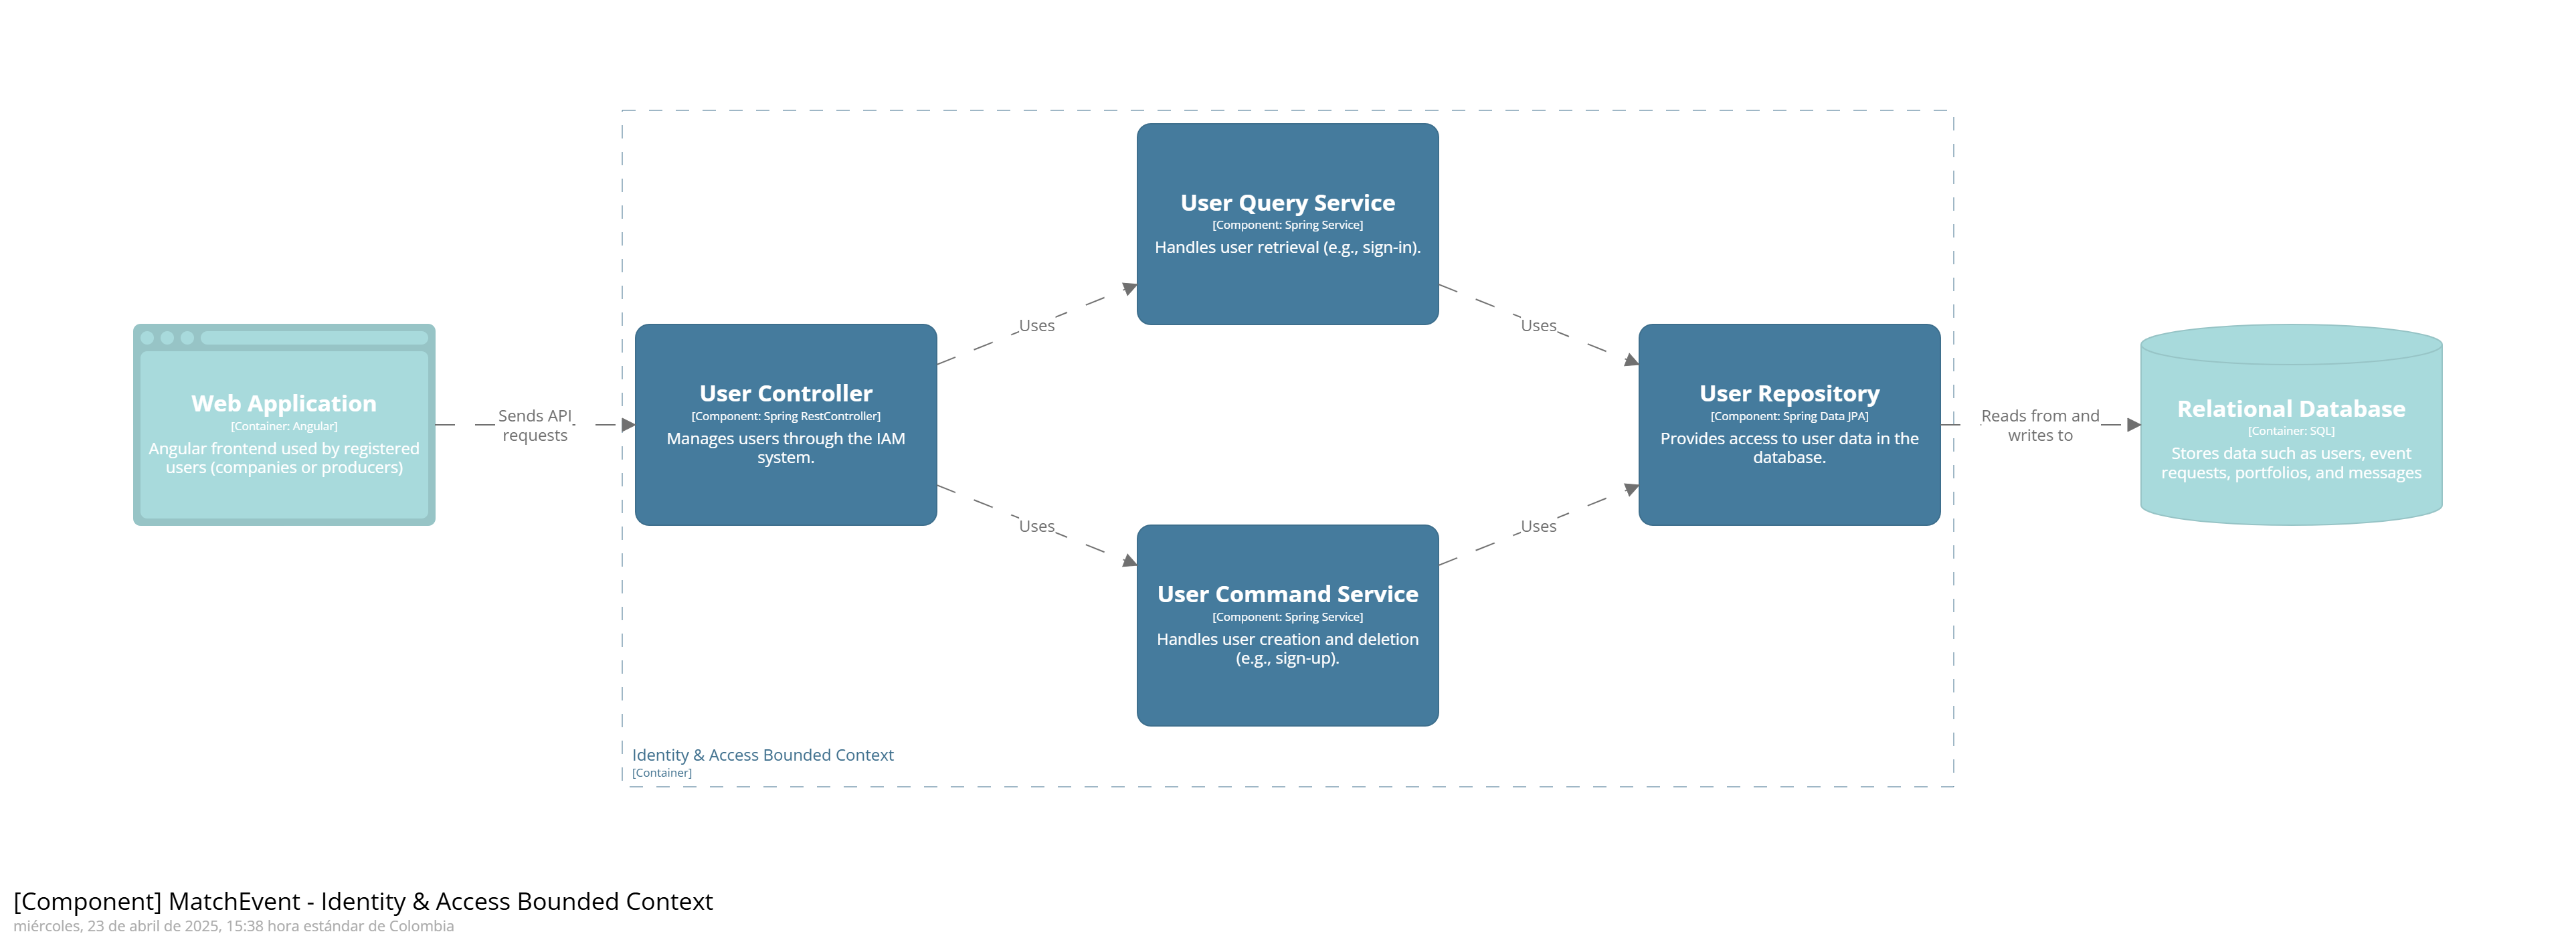 User Query Service
[Component: Spring Service]
Handles user retrieval (e.g., sign-in).
Uses
Uses
Web Application
[Container: Angular]
Angular frontend used by registered
users (companies or producers)
Sends API
requests
User Controller
[Component: Spring RestController]
Manages users through the IAM
system.
User Repository
[Component: Spring Data JPA]
Provides access to user data in the
database.
Reads from and
writes to
Relational Database
[Container: SQL]
Stores data such as users, event
requests, portfolios, and messages
Uses
Uses
User Command Service
[Component: Spring Service]
Handles user creation and deletion
(e.g., sign-up).
Identity & Access Bounded Context
[Container]
[Component] MatchEvent - Identity & Access Bounded Context
miércoles, 23 de abril de 2025, 15:38 hora estándar de Colombia